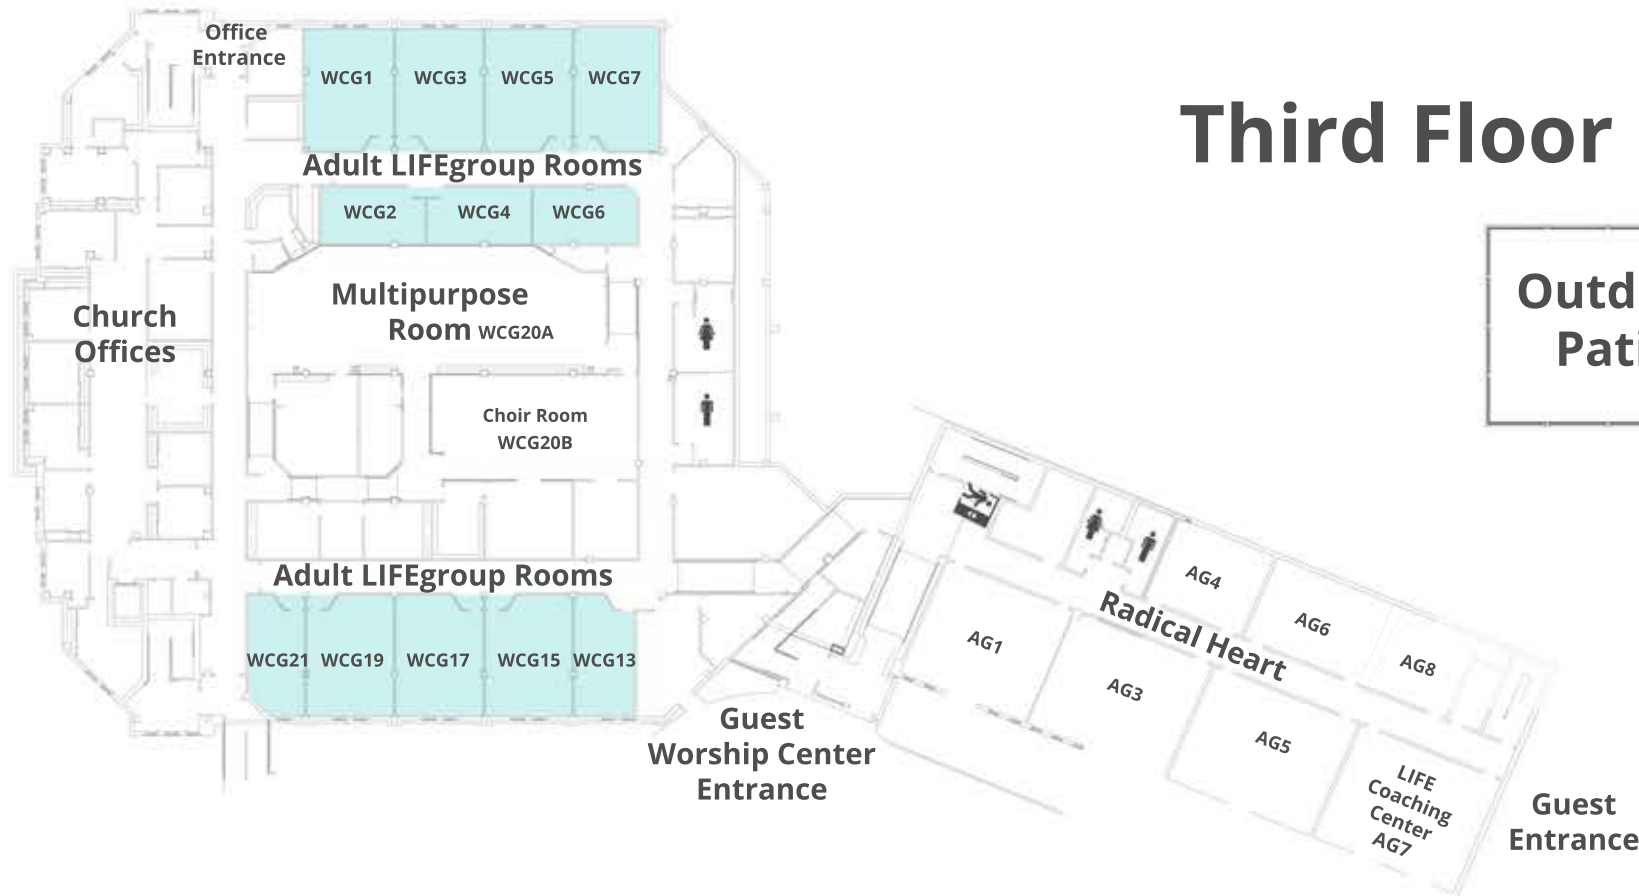 Office
Entrance
WCG1
WCG3
WCG5
WCG7
Third Floor
Adult LIFEgroup Rooms
WCG2
WCG4
WCG6
Outd
Pati
Multipurpose
Room WCG20A
Church
Offices
Choir Room
WCG20B
Adult LIFEgroup Rooms
WCG21
WCG19
WCG17
WCG15
WCG13
Guest
Worship Center
Entrance
AG4
AG6
AG8
Radical Heart
AG1
AG3
AG5
LIFE
Coaching
Center
AG7
Guest
Entrance